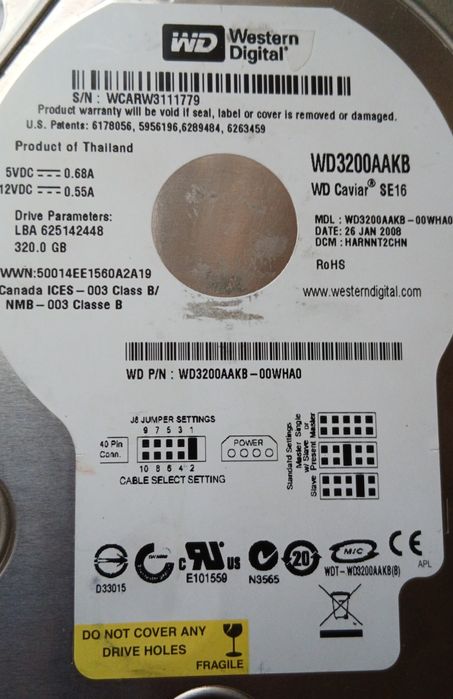 WD Western Digital®
S/N : WCARW3111779
Product warranty will be void if seal, label or cover is removed or damaged.
U.S. Patents: 6178056, 5956196,6289484, 6263459
Product of Thailand
5VDC 0.68A
12VDC 0.55A
Drive Parameters:
LBA 625142448
320.0 GB
WWN:50014EE1560A2A19
Canada ICES-003 Class B/
NMB-003 Classe B
WD3200AAKB
WD Caviar® SE16
MDL : WD3200AAKB-00WHA0
DATE: 26 JAN 2008
DCM : HARNNT2CHN
RoHS
www.westerndigital.com
WD P/N : WD3200AAKB-00WHA0
J8 JUMPER SETTINGS
9 7 5 3 1
40 Pin
Conn.
10 8 6 4 2
CABLE SELECT SETTING
POWER
Standard Settings
Master Single
Master w/ Slave or
Slave Present
D33015
c UL us
E101559
N3565
20
M/C
WDT-WD3200AAKB(B)
CE
APL
DO NOT COVER ANY
DRIVE HOLES
FRAGILE